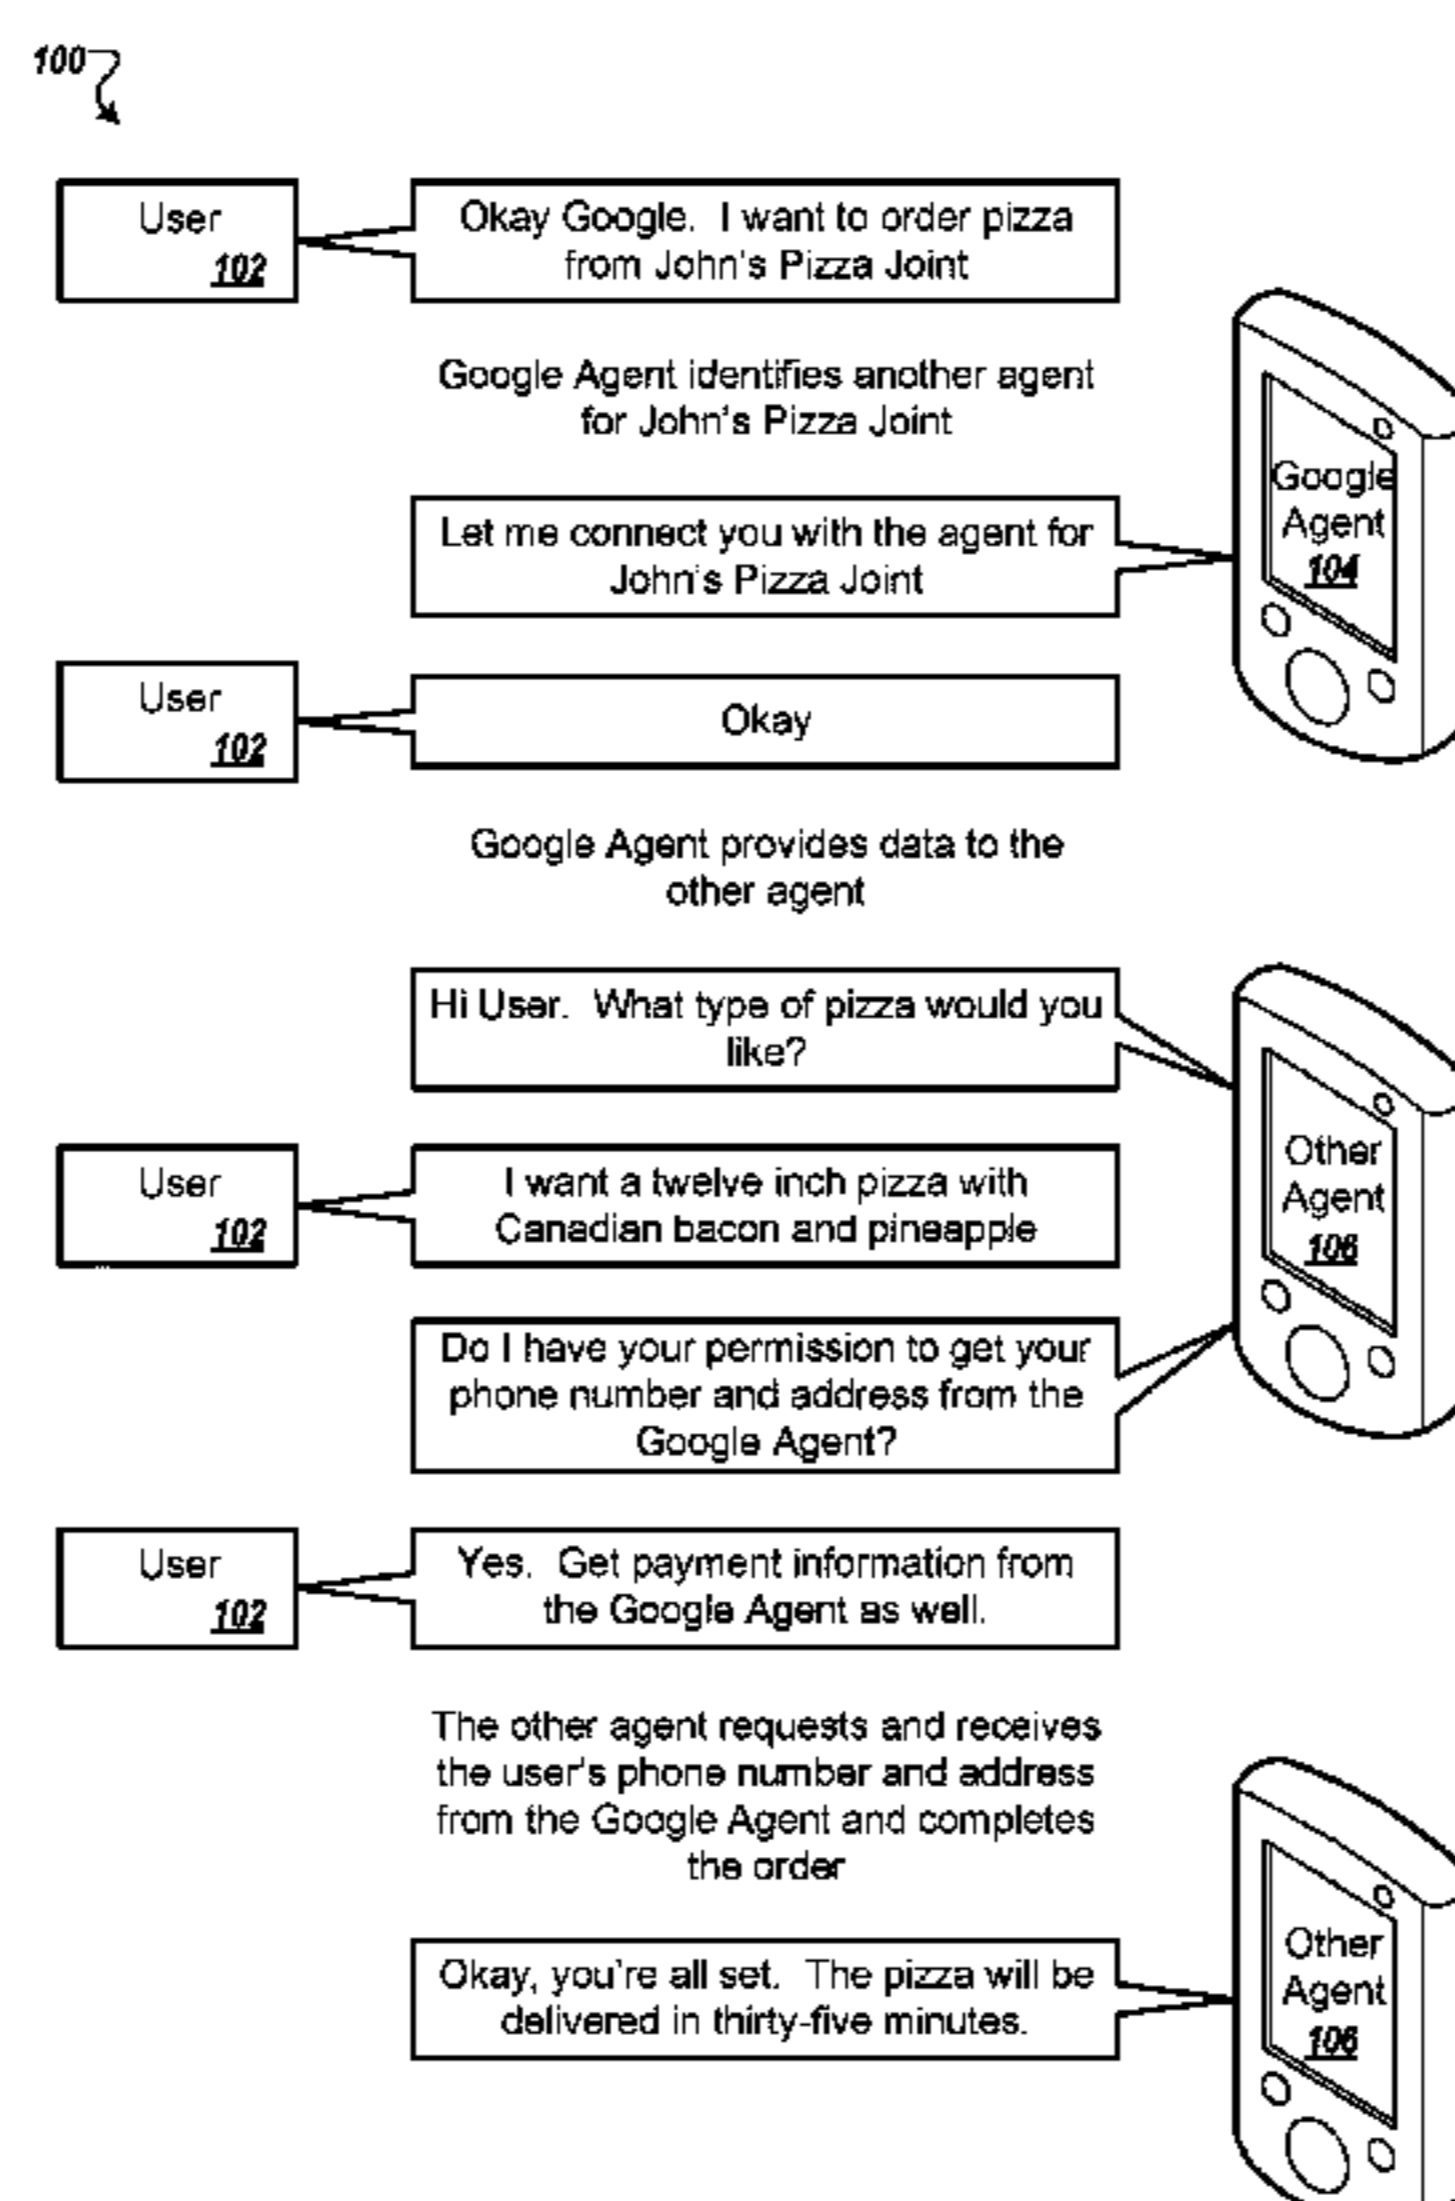 100
User
102
Okay Google. I want to order pizza
from John's Pizza Joint
Google Agent identifies another agent
for John's Pizza Joint
Let me connect you with the agent for
John's Pizza Joint
Google
Agent
104
User
102
Okay
Google Agent provides data to the
other agent
Hi User. What type of pizza would you
like?
Other
Agent
106
User
102
I want a twelve inch pizza with
Canadian bacon and pineapple
Do I have your permission to get your
phone number and address from the
Google Agent?
User
102
Yes. Get payment information from
the Google Agent as well.
The other agent requests and receives
the user's phone number and address
from the Google Agent and completes
the order
Okay, you're all set. The pizza will be
delivered in thirty-five minutes.
Other
Agent
106